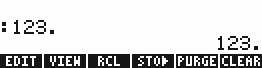 :123.
123.
EDIT VIEW RCL STO▶ PURGE CLEAR